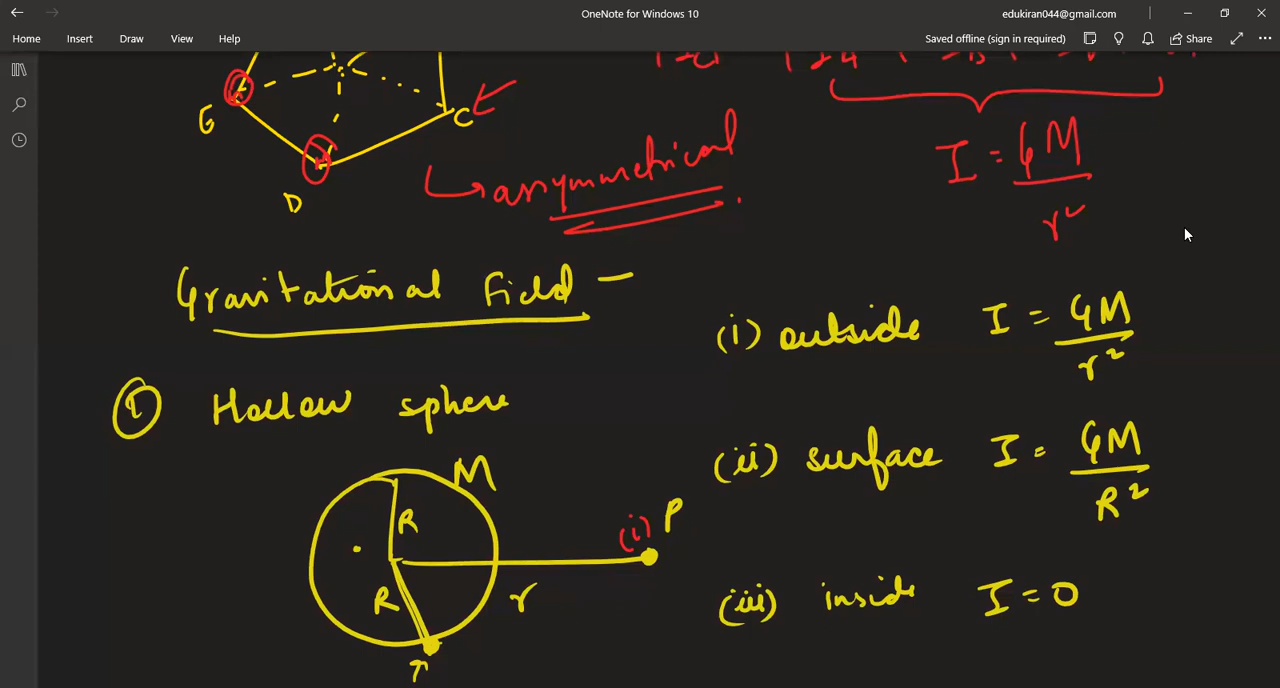 OneNote for Windows 10
edukiran044@gmail.com
Home Insert Draw View Help
Saved offline (sign in required)
Share
G
C
D
assymmetrical
I = GM
r²
Gravitational Field -
(i) outside I = GM
r²
① Hollow sphere
(ii) surface I = GM
R²
M
R
(i) P
R
r
(iii) inside I = 0